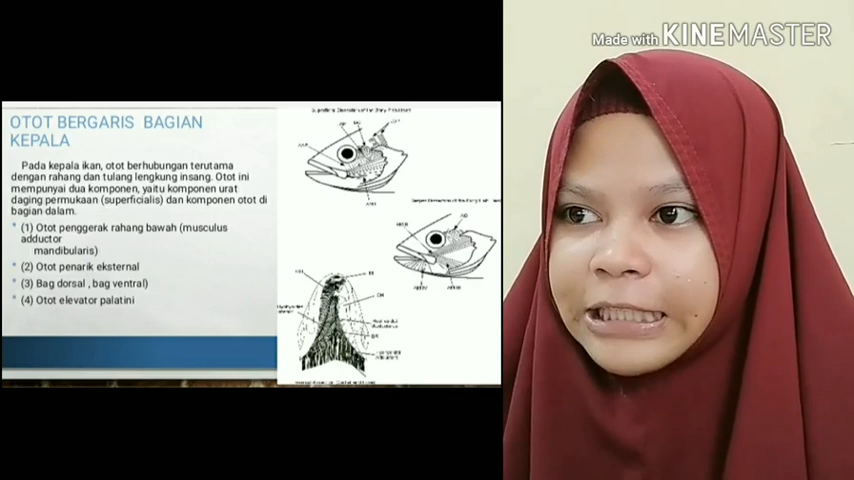 Made with KINEMASTER
OTOT BERGARIS BAGIAN
KEPALA
Pada kepala ikan, otot berhubungan terutama
dengan rahang dan tulang lengkung insang. Otot ini
mempunyai dua komponen, yaitu komponen urat
daging permukaan (superficialis) dan komponen otot di
bagian dalam.
(1) Otot penggerak rahang bawah (musculus
adductor
mandibularis)
(2) Otot penarik eksternal
(3) Bag dorsal , bag ventral)
(4) Otot elevator palatini